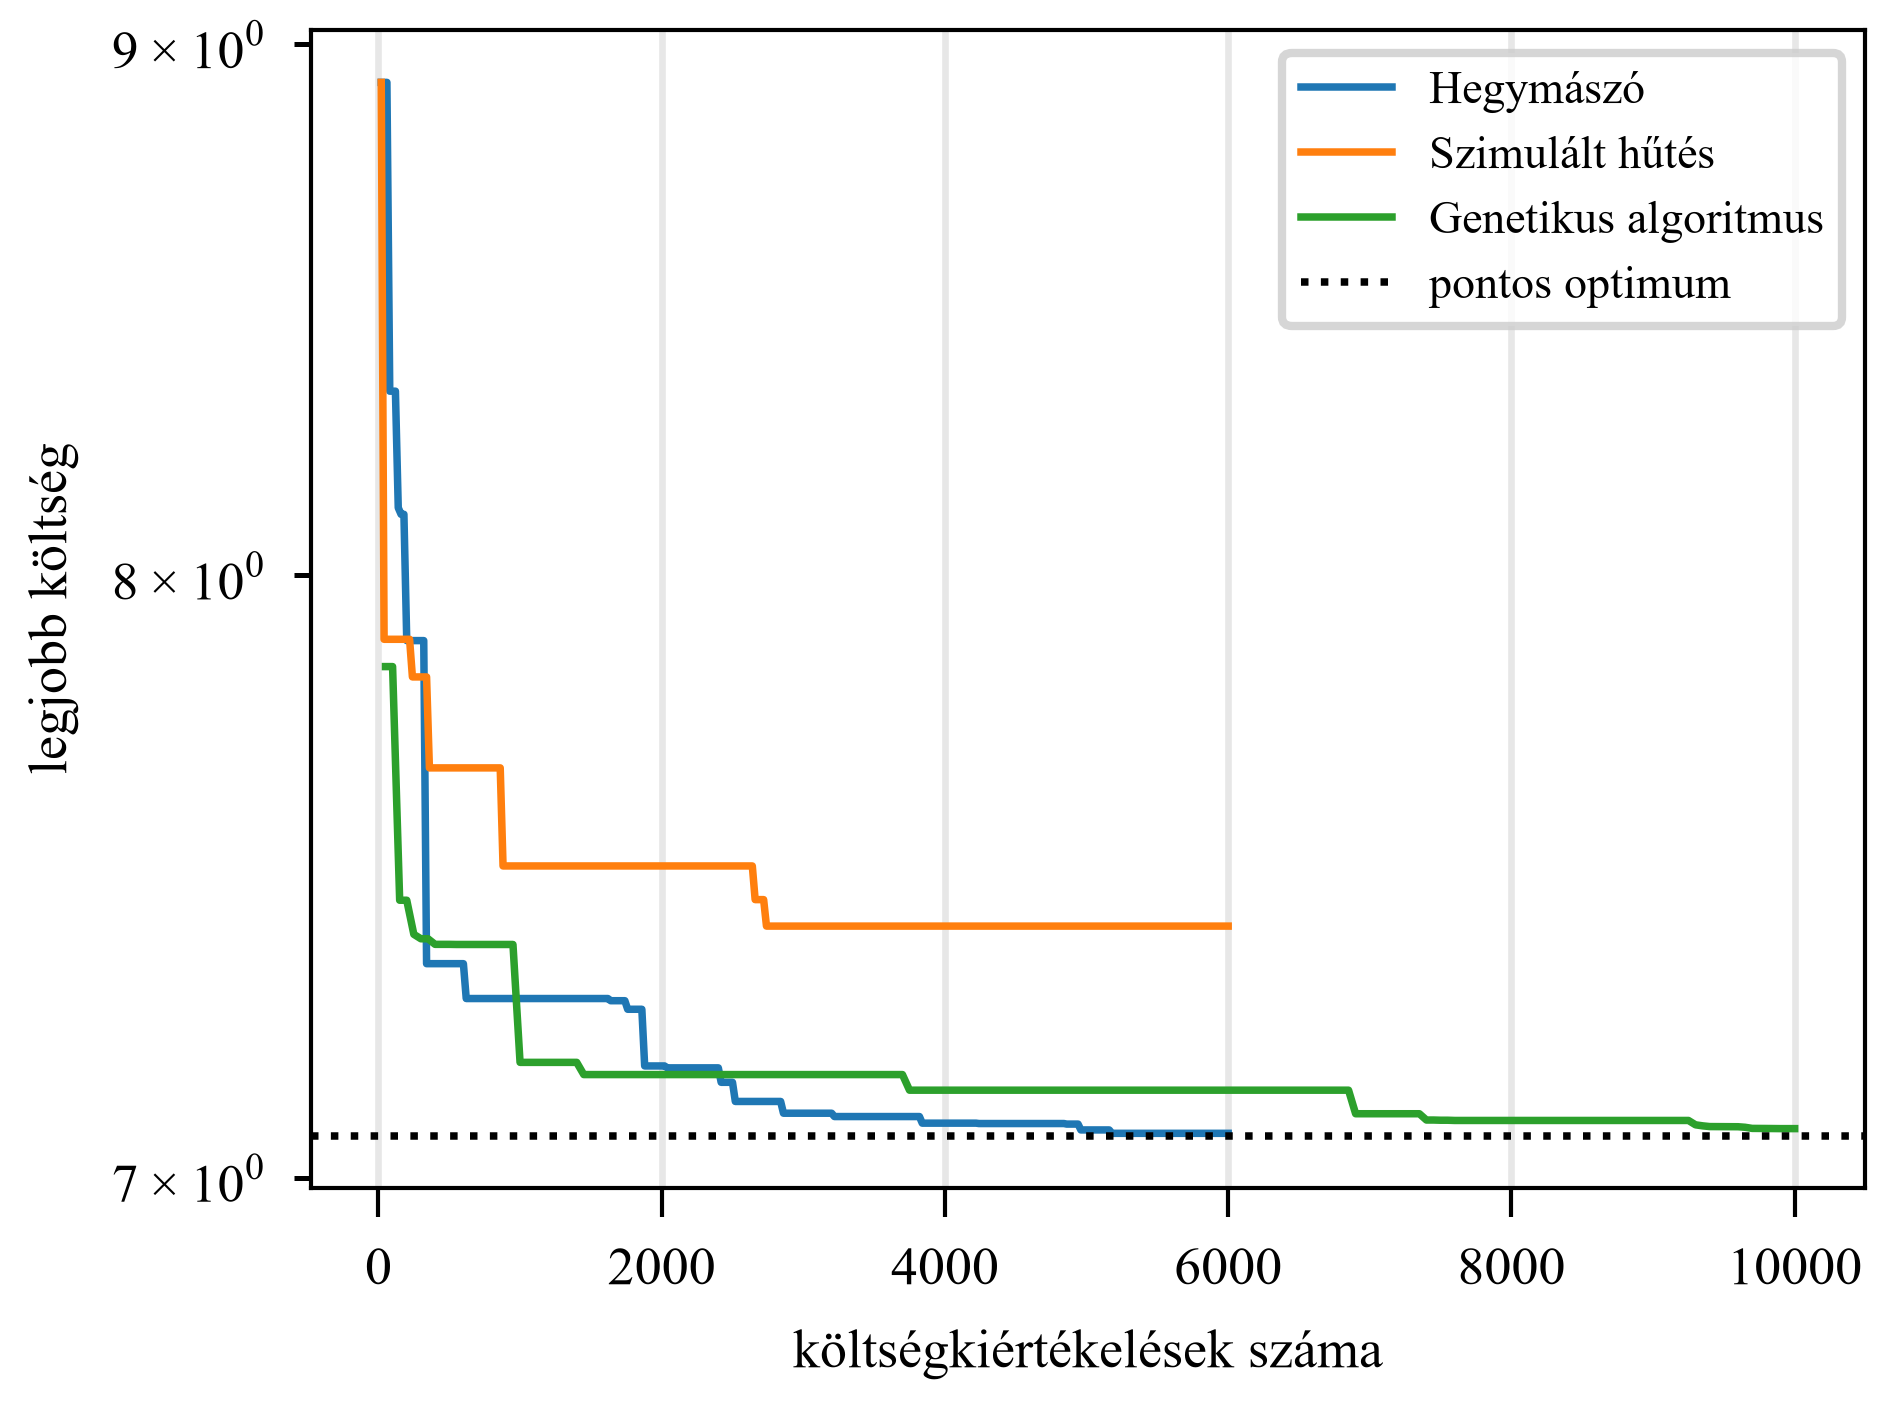 9 × 10⁰
8 × 10⁰
7 × 10⁰
legjobb költség
Hegymászó
Szimulált hűtés
Genetikus algoritmus
pontos optimum
0 2000 4000 6000 8000 10000
költségkiértékelések száma